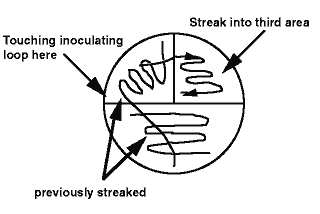 Streak into third area
Touching inoculating
loop here
previously streaked